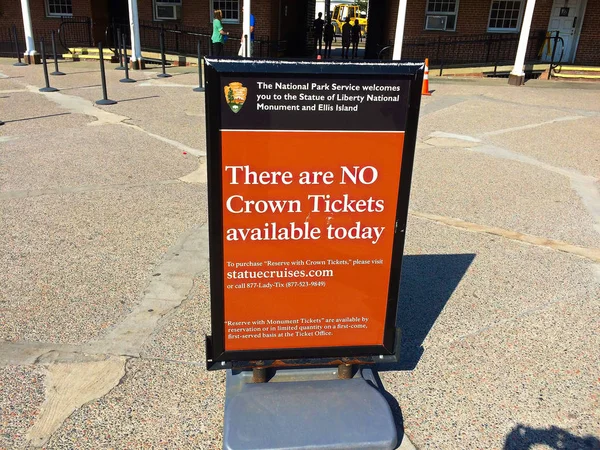 The National Park Service welcomes
you to the Statue of Liberty National
Monument and Ellis Island
There are NO
Crown Tickets
available today
To purchase "Reserve with Crown Tickets," please visit
statuecruises.com
or call 877-Lady-Tix (877-523-9849)
"Reserve with Monument Tickets" are available by
reservation or in limited quantity on a first-come,
first-served basis at the Ticket Office.